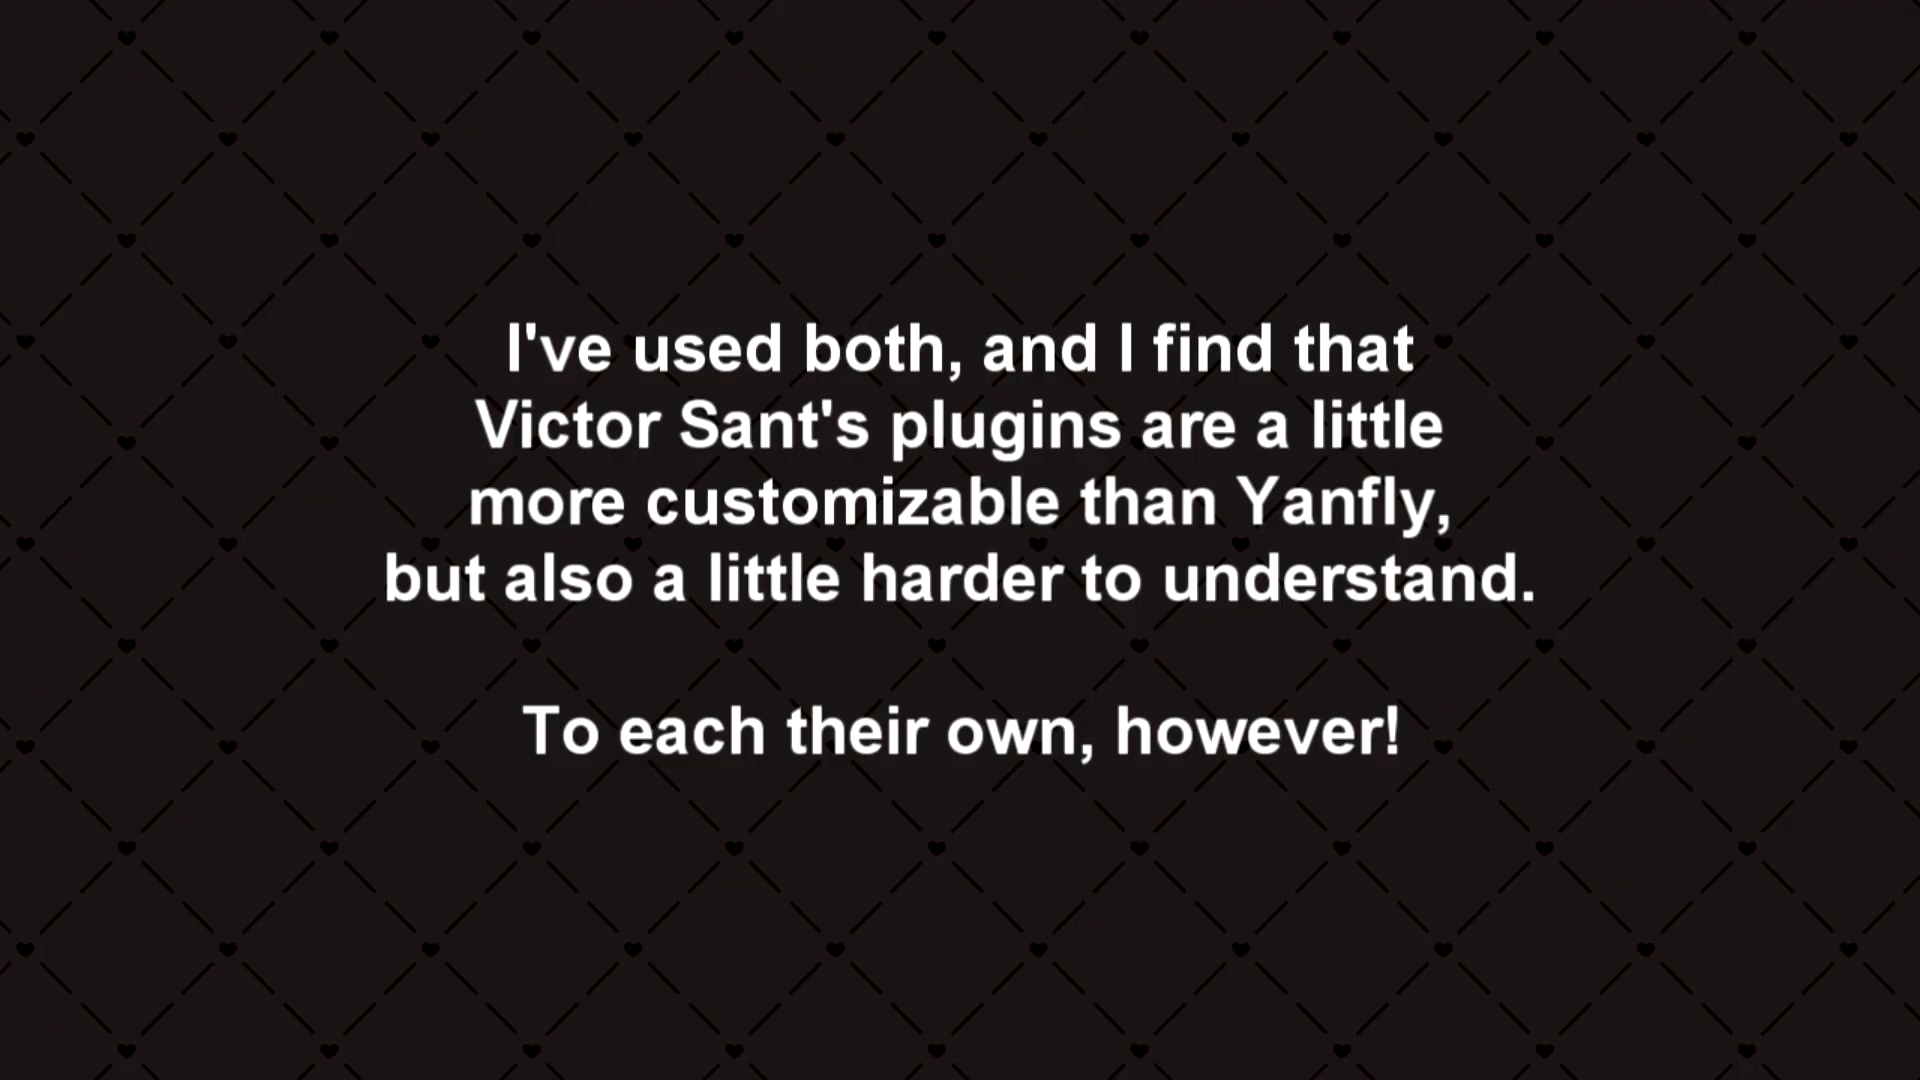 I've used both, and I find that
Victor Sant's plugins are a little
more customizable than Yanfly,
but also a little harder to understand.
To each their own, however!